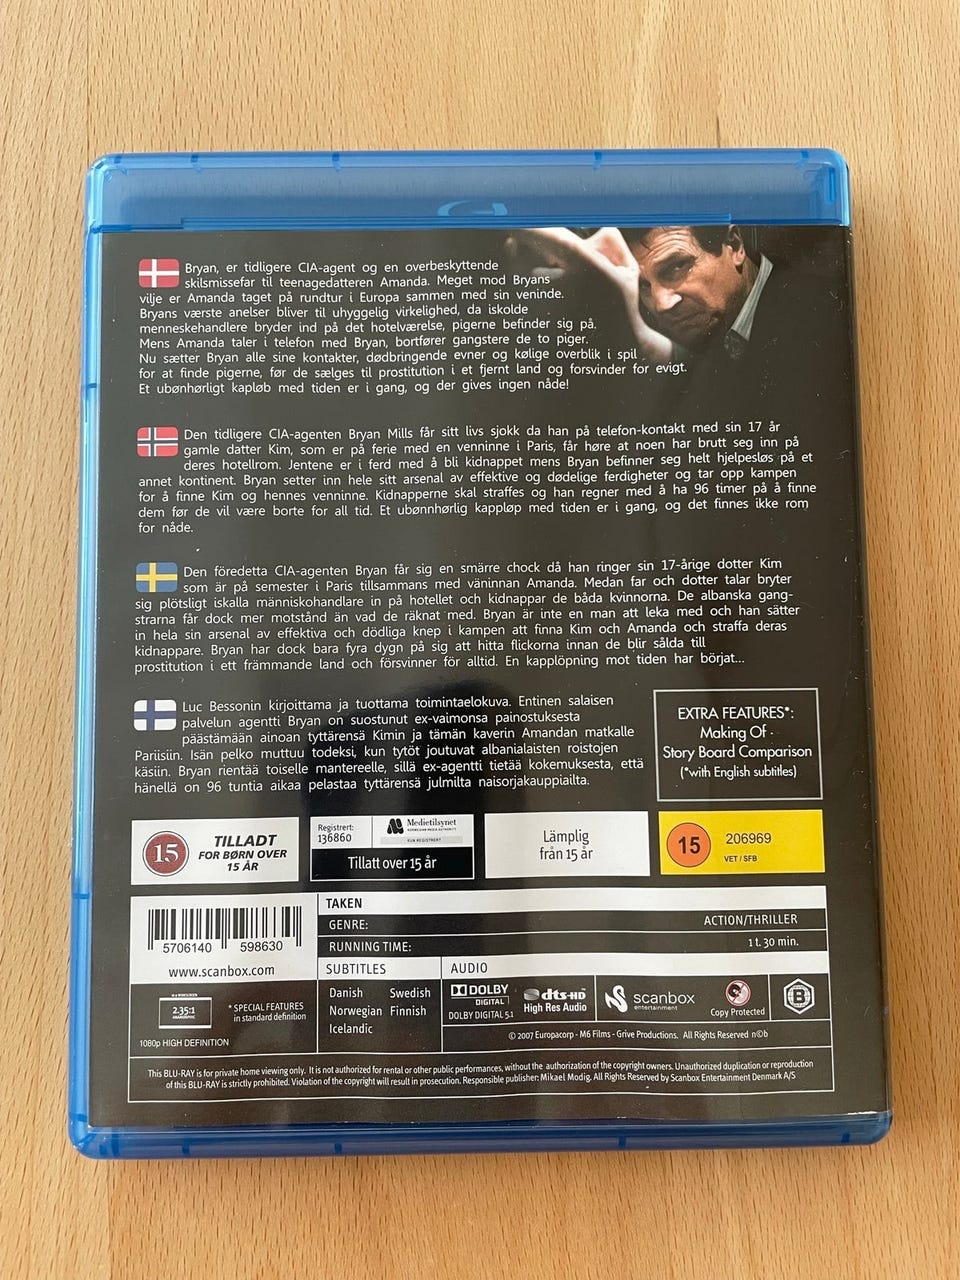 Bryan, er tidligere CIA-agent og en overbeskyttende
skilsmissefar til teenagedatteren Amanda. Meget mod Bryans
vilje er Amanda taget på rundtur i Europa sammen med sin veninde.
Bryans værste anelser bliver til uhyggelig virkelighed, da iskolde
menneskehandlere bryder ind på det hotelværelse, pigerne befinder sig på.
Mens Amanda taler i telefon med Bryan, bortfører gangstere de to piger.
Nu sætter Bryan alle sine kontakter, dødbringende evner og kølige overblik i spil
for at finde pigerne, før de sælges til prostitution i et fjernt land og forsvinder for evigt.
Et ubønhørligt kapløb med tiden er i gang, og der gives ingen nåde!
Den tidligere CIA-agenten Bryan Mills får sitt livs sjokk da han på telefon-kontakt med sin 17 år
gamle datter Kim, som er på ferie med en venninne i Paris, får høre at noen har brutt seg inn på
deres hotellrom. Jentene er i ferd med å bli kidnappet mens Bryan befinner seg helt hjelpesløs på et
annet kontinent. Bryan setter inn hele sitt arsenal av effektive og dødelige ferdigheter og tar opp kampen
for å finne Kim og hennes venninne. Kidnapperne skal straffes og han regner med å ha 96 timer på å finne
dem før de vil være borte for all tid. Et ubønnhørlig kappløp med tiden er i gang, og det finnes ikke rom
for nåde.
Den föredetta CIA-agenten Bryan får sig en smärre chock då han ringer sin 17-årige dotter Kim
som är på semester i Paris tillsammans med väninnan Amanda. Medan far och dotter talar bryter
sig plötsligt iskalla människohandlare in på hotellet och kidnappar de båda kvinnorna. De albanska gang-
strarna får dock mer motstånd än vad de räknat med. Bryan är inte en man att leka med och han sätter
in hela sin arsenal av effektiva och dödliga knep i kampen att finna Kim och Amanda och straffa deras
kidnappare. Bryan har dock bara fyra dygn på sig att hitta flickorna innan de blir sålda till
prostitution i ett främmande land och försvinner för alltid. En kapplöpning mot tiden har börjat...
Luc Bessonin kirjoittama ja tuottama toimintaelokuva. Entinen salaisen
palvelun agentti Bryan on suostunut ex-vaimonsa painostuksesta
päästämään ainoan tyttärensä Kimin ja tämän kaverin Amandan matkalle
Pariisiin. Isän pelko muttuu todeksi, kun tytöt joutuvat albanialaisten roistojen
käsiin. Bryan rientää toiselle mantereelle, sillä ex-agentti tietää kokemuksesta, että
hänellä on 96 tuntia aikaa pelastaa tyttärensä julmilta naisorjakauppiailta.
EXTRA FEATURES*:
Making Of -
Story Board Comparison
(*with English subtitles)
15
TILLADT
FOR BØRN OVER
15 ÅR
Registrert:
136860
Medietilsynet
NORWEGIAN MEDIA AUTHORITY
KUN REGISTRERT
Tillatt over 15 år
Lämplig
från 15 år
15
206969
VET / SFB
5706140 598630
www.scanbox.com
2.35:1
* SPECIAL FEATURES
in standard definition
1080p HIGH DEFINITION
TAKEN
GENRE: ACTION/THRILLER
RUNNING TIME: 1 t. 30 min.
SUBTITLES
Danish Swedish
Norwegian Finnish
Icelandic
AUDIO
DOLBY
DIGITAL
DOLBY DIGITAL 5.1
dts-HD
High Res Audio
scanbox
entertainment
Copy Protected
B
© 2007 Europacorp - M6 Films - Grive Productions. All Rights Reserved n©b
This BLU-RAY is for private home viewing only. It is not authorized for rental or other public performances, without the authorization of the copyright owners. Unauthorized duplication or reproduction
of this BLU-RAY is strictly prohibited. Violation of the copyright will result in prosecution. Responsible publisher: Mikael Modig. All Rights Reserved by Scanbox Entertainment Denmark A/S